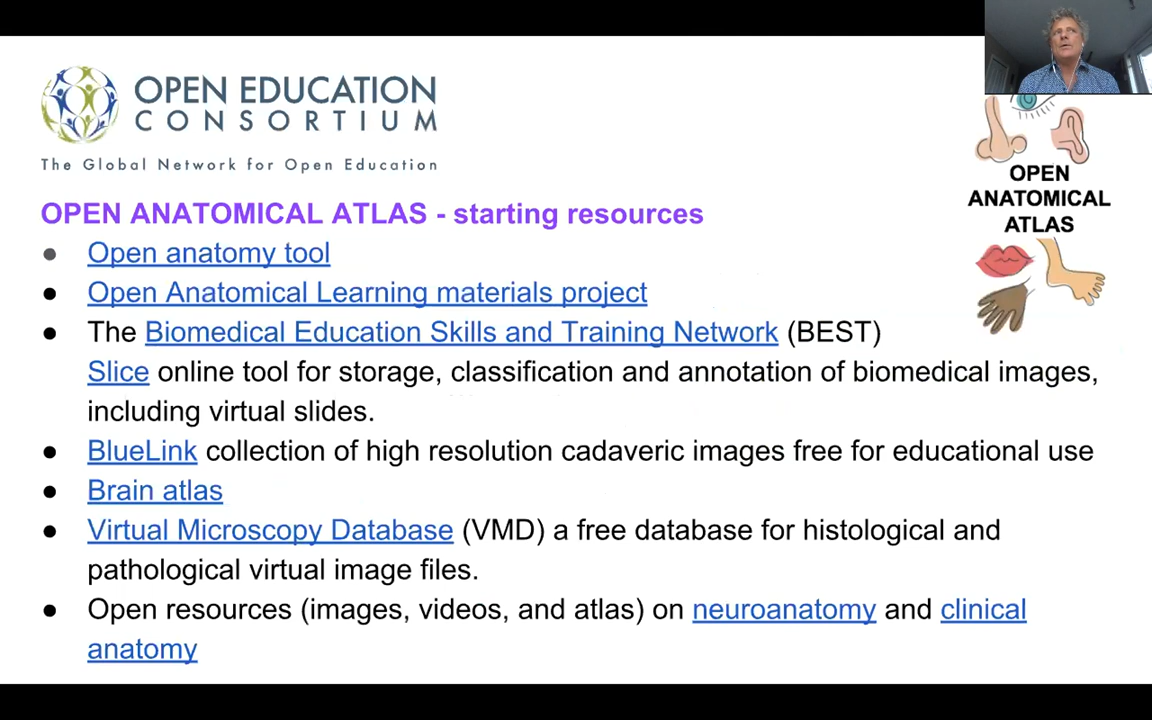 OPEN EDUCATION
CONSORTIUM
The Global Network for Open Education
OPEN
ANATOMICAL
ATLAS
OPEN ANATOMICAL ATLAS - starting resources
● Open anatomy tool
● Open Anatomical Learning materials project
● The Biomedical Education Skills and Training Network (BEST)
Slice online tool for storage, classification and annotation of biomedical images,
including virtual slides.
● BlueLink collection of high resolution cadaveric images free for educational use
● Brain atlas
● Virtual Microscopy Database (VMD) a free database for histological and
pathological virtual image files.
● Open resources (images, videos, and atlas) on neuroanatomy and clinical
anatomy